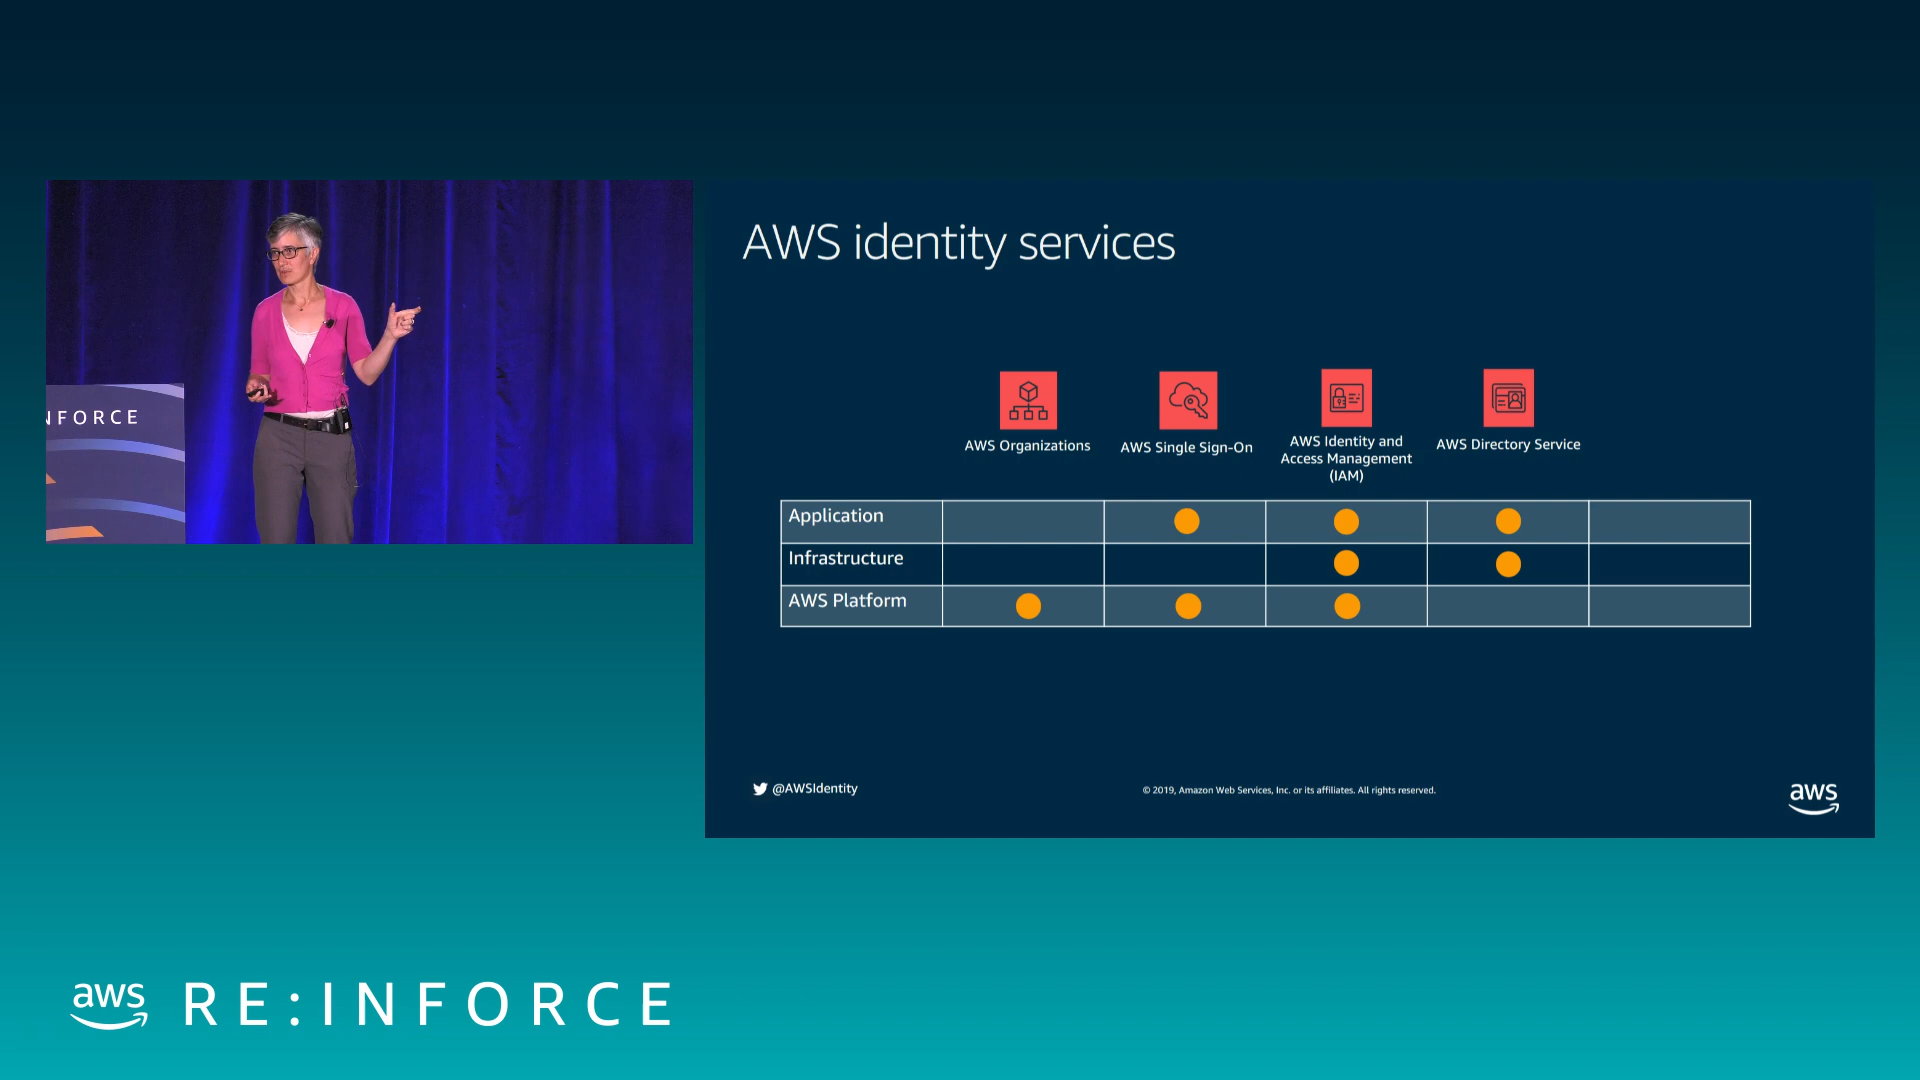 NFORCE
AWS identity services
AWS Organizations
AWS Single Sign-On
AWS Identity and
Access Management
(IAM)
AWS Directory Service
Application
Infrastructure
AWS Platform
@AWSIdentity
© 2019, Amazon Web Services, Inc. or its affiliates. All rights reserved.
aws
aws RE:INFORCE